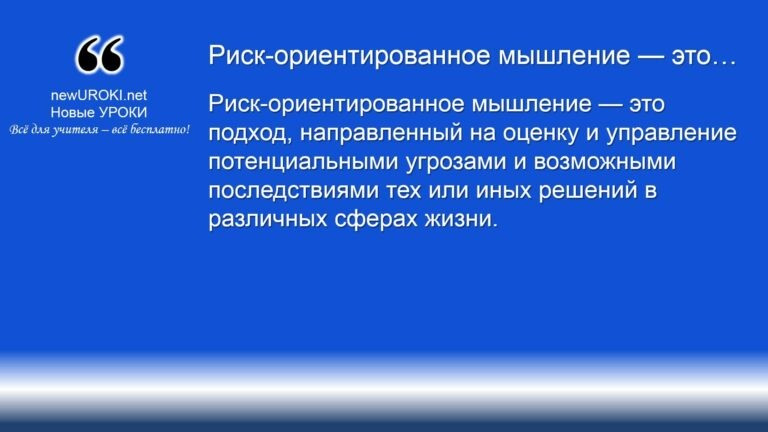 “
newUROKI.net
Новые УРОКИ
Всё для учителя – всё бесплатно!
Риск-ориентированное мышление — это…
Риск-ориентированное мышление — это
подход, направленный на оценку и управление
потенциальными угрозами и возможными
последствиями тех или иных решений в
различных сферах жизни.